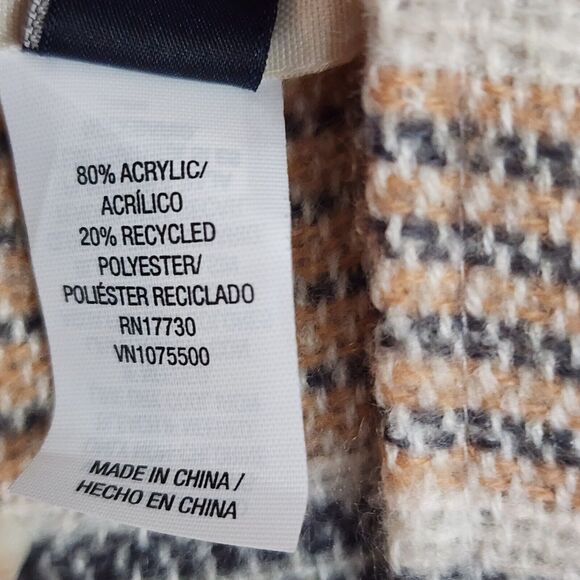 80% ACRYLIC/
ACRÍLICO
20% RECYCLED
POLYESTER/
POLIÉSTER RECICLADO
RN17730
VN1075500
MADE IN CHINA /
HECHO EN CHINA